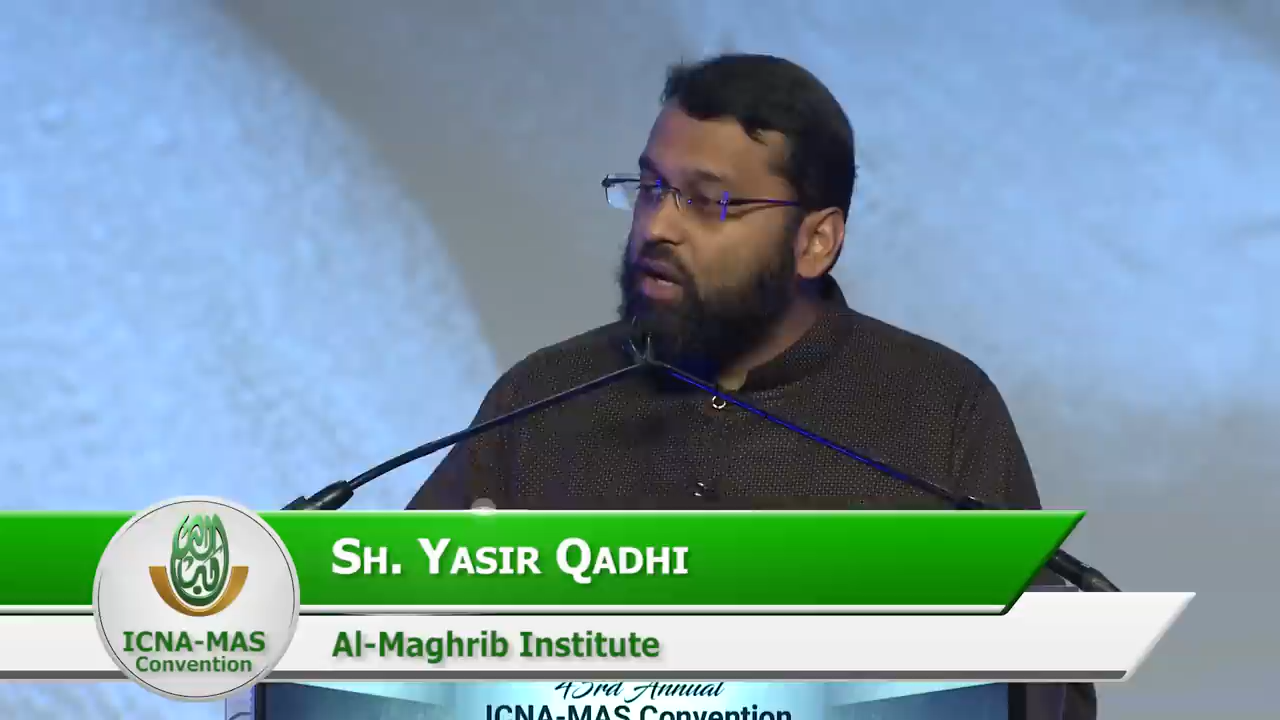 Sh. Yasir Qadhi
ICNA-MAS
Convention
Al-Maghrib Institute
43rd Annual
ICNA-MAS Convention